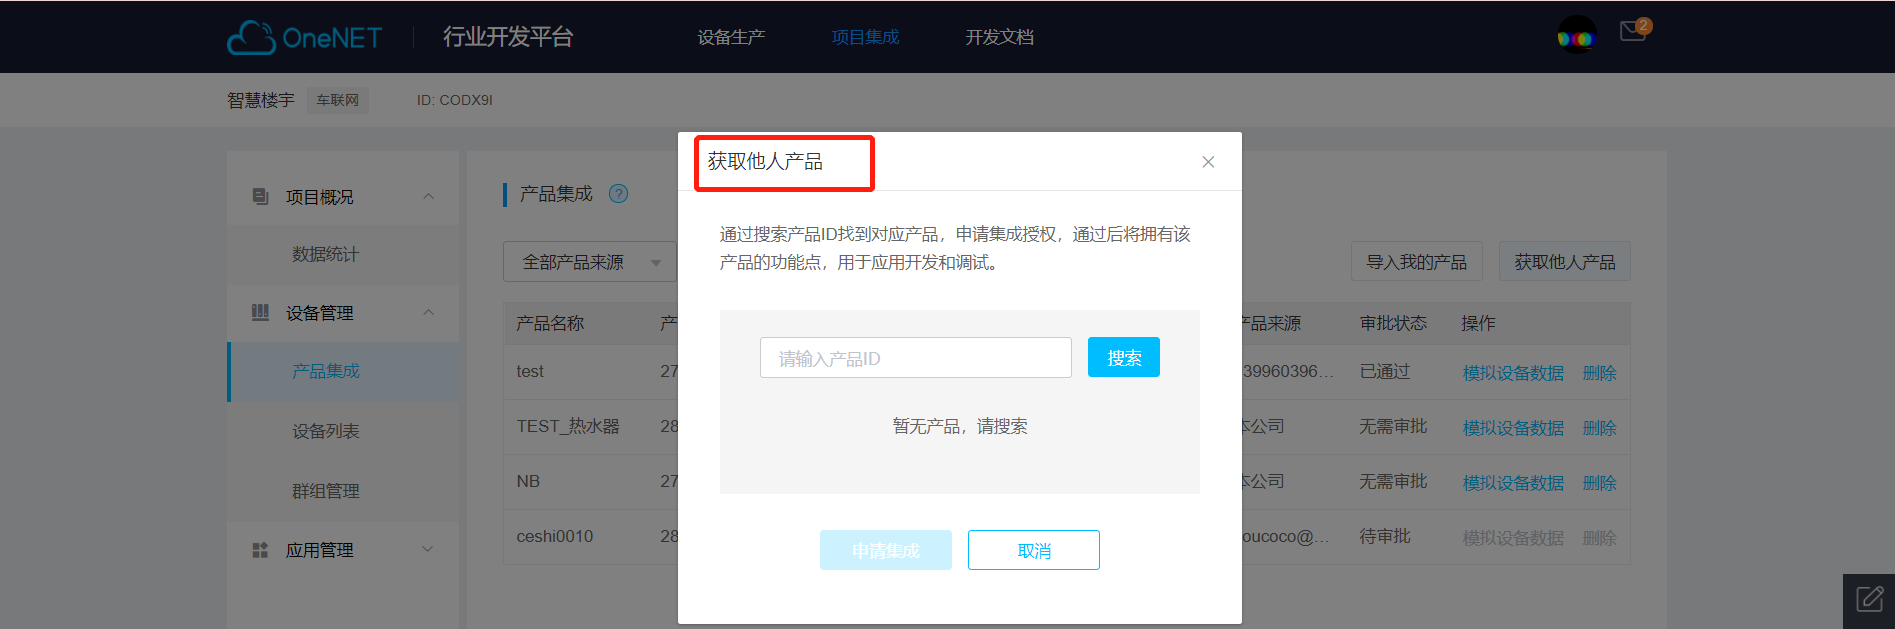 OneNET
行业开发平台
设备生产
项目集成
开发文档
2
智慧楼宇
车联网
ID: CODX9I
项目概况
数据统计
设备管理
产品集成
设备列表
群组管理
应用管理
产品集成 ?
全部产品来源
导入我的产品
获取他人产品
产品名称 产 产品来源 审批状态 操作
test 27 39960396... 已通过 模拟设备数据 删除
TEST_热水器 28 本公司 无需审批 模拟设备数据 删除
NB 27 本公司 无需审批 模拟设备数据 删除
ceshi0010 28 oucoco@... 待审批 模拟设备数据 删除
获取他人产品
通过搜索产品ID找到对应产品，申请集成授权，通过后将拥有该
产品的功能点，用于应用开发和调试。
请输入产品ID
搜索
暂无产品，请搜索
申请集成
取消